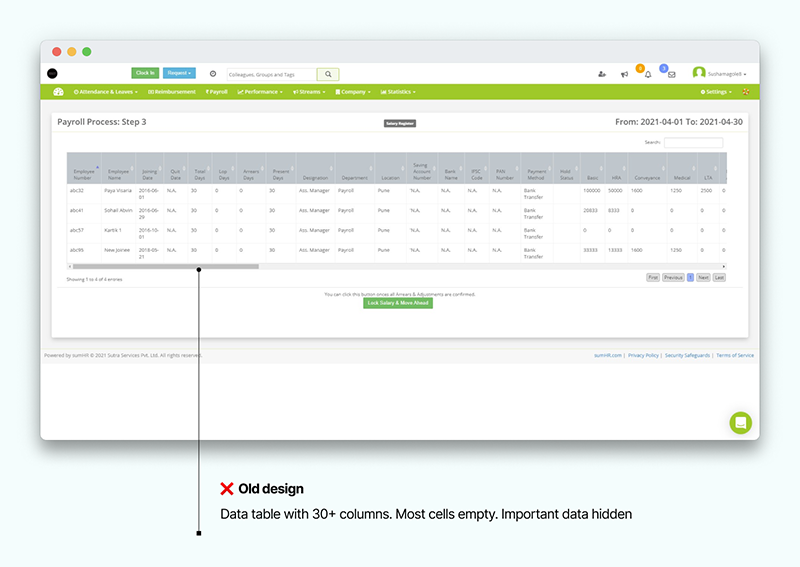 Clock In Request Colleagues, Groups and Tags 0 3 Sushamagole8
Attendance & Leaves Reimbursement ₹ Payroll Performance Streams Company Statistics Settings
Payroll Process: Step 3 Salary Register From: 2021-04-01 To: 2021-04-30
Search:
Employee Number Employee Name Joining Date Quit Date Total Days Lop Days Arrears Days Present Days Designation Department Location Saving Account Number Bank Name IFSC Code PAN Number Payment Method Hold Status Basic HRA Conveyance Medical LTA
abc32 Paya Visaria 2016-08-01 N.A. 30 0 0 30 Ass. Manager Payroll Pune 'N.A. N.A. N.A. N.A. Bank Transfer 100000 50000 1600 1250 2500 0
abc41 Sohail Abvin 2016-06-29 N.A. 30 0 0 30 Ass. Manager Payroll Pune 'N.A. N.A. N.A. N.A. Bank Transfer 8333 0 0 0 0
abc57 Kartik 1 2016-10-01 N.A. 30 0 0 30 Ass. Manager Payroll Pune 'N.A. N.A. N.A. N.A. Bank Transfer 0 0 0 0 0 0
abc95 New Joinee 2018-09-21 N.A. 30 0 0 30 Ass. Manager Payroll Pune 'N.A. N.A. N.A. N.A. Bank Transfer 33333 13333 1600 1250 0 0
Showing 1 to 4 of 4 entries First Previous 1 Next Last
You can click this button onces all Arrears & Adjustments are confirmed.
Lock Salary & Move Ahead
Powered by sumHR © 2021 Sutra Services Pvt. Ltd. All rights reserved. sumHR.com | Privacy Policy | Security Safeguards | Terms of Service
Old design
Data table with 30+ columns. Most cells empty. Important data hidden